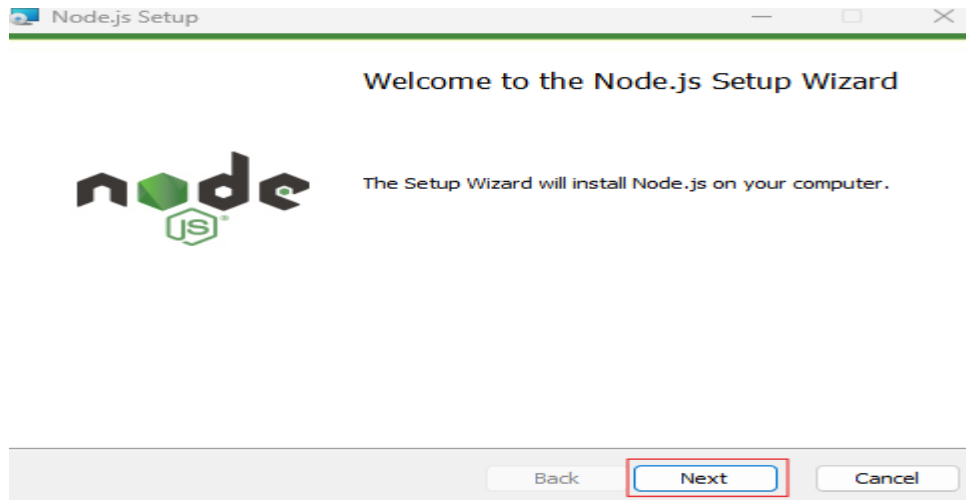 Node.js Setup
Welcome to the Node.js Setup Wizard
node
JS
The Setup Wizard will install Node.js on your computer.
Back
Next
Cancel